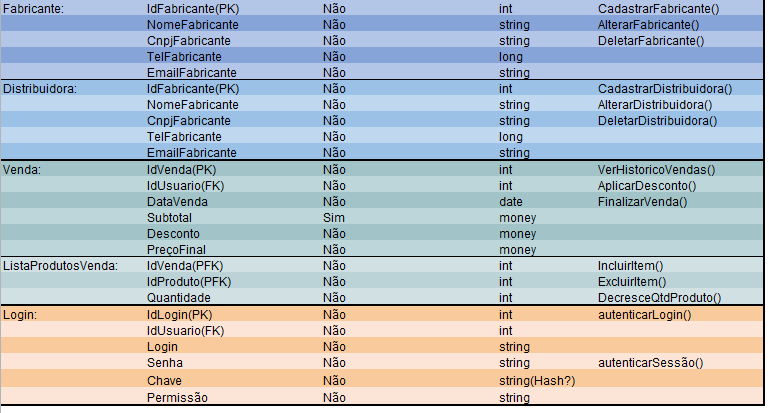 Fabricante: IdFabricante(PK) Não int CadastrarFabricante()
NomeFabricante Não string AlterarFabricante()
CnpjFabricante Não string DeletarFabricante()
TelFabricante Não long
EmailFabricante Não string
Distribuidora: IdFabricante(PK) Não int CadastrarDistribuidora()
NomeFabricante Não string AlterarDistribuidora()
CnpjFabricante Não string DeletarDistribuidora()
TelFabricante Não long
EmailFabricante Não string
Venda: IdVenda(PK) Não int VerHistoricoVendas()
IdUsuario(FK) Não int AplicarDesconto()
DataVenda Não date FinalizarVenda()
Subtotal Sim money
Desconto Não money
PreçoFinal Não money
ListaProdutosVenda: IdVenda(PFK) Não int IncluirItem()
IdProduto(PFK) Não int ExcluirItem()
Quantidade Não int DecresceQtdProduto()
Login: IdLogin(PK) Não int autenticarLogin()
IdUsuario(FK) Não int
Login Não string
Senha Não string autenticarSessão()
Chave Não string(Hash?)
Permissão Não string